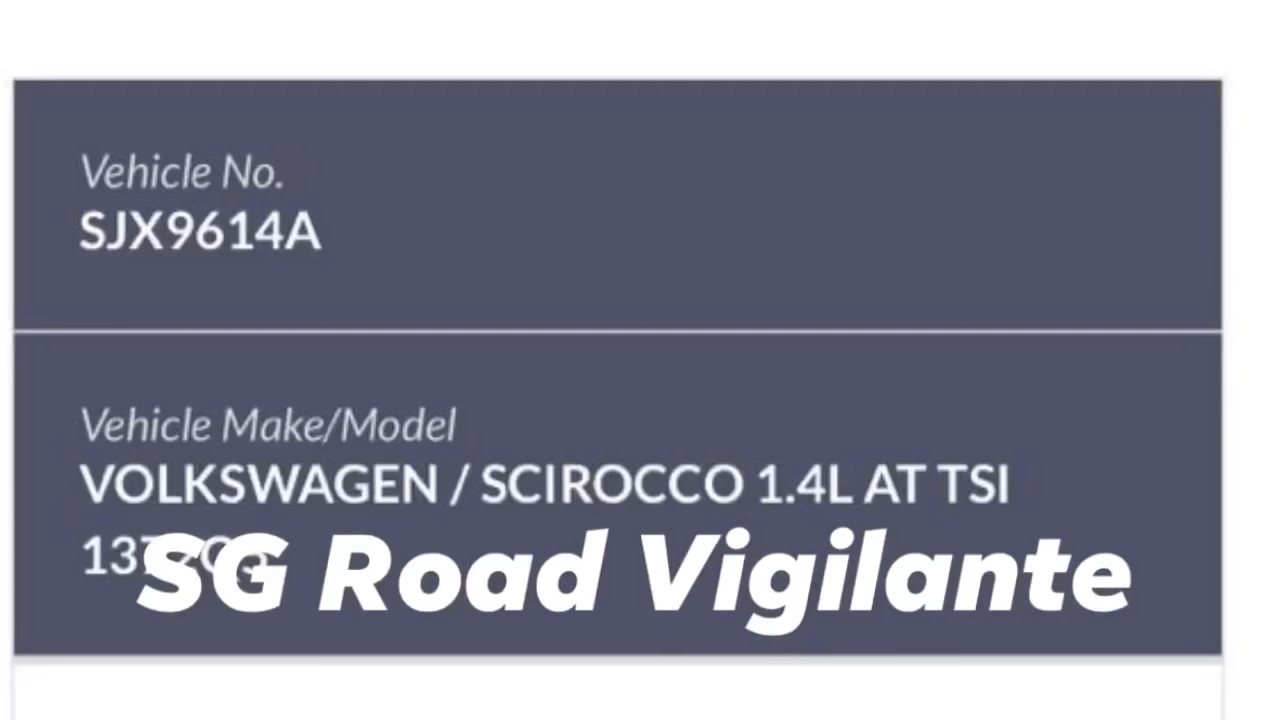 Vehicle No.
SJX9614A
Vehicle Make/Model
VOLKSWAGEN / SCIROCCO 1.4L AT TSI
SG Road Vigilante